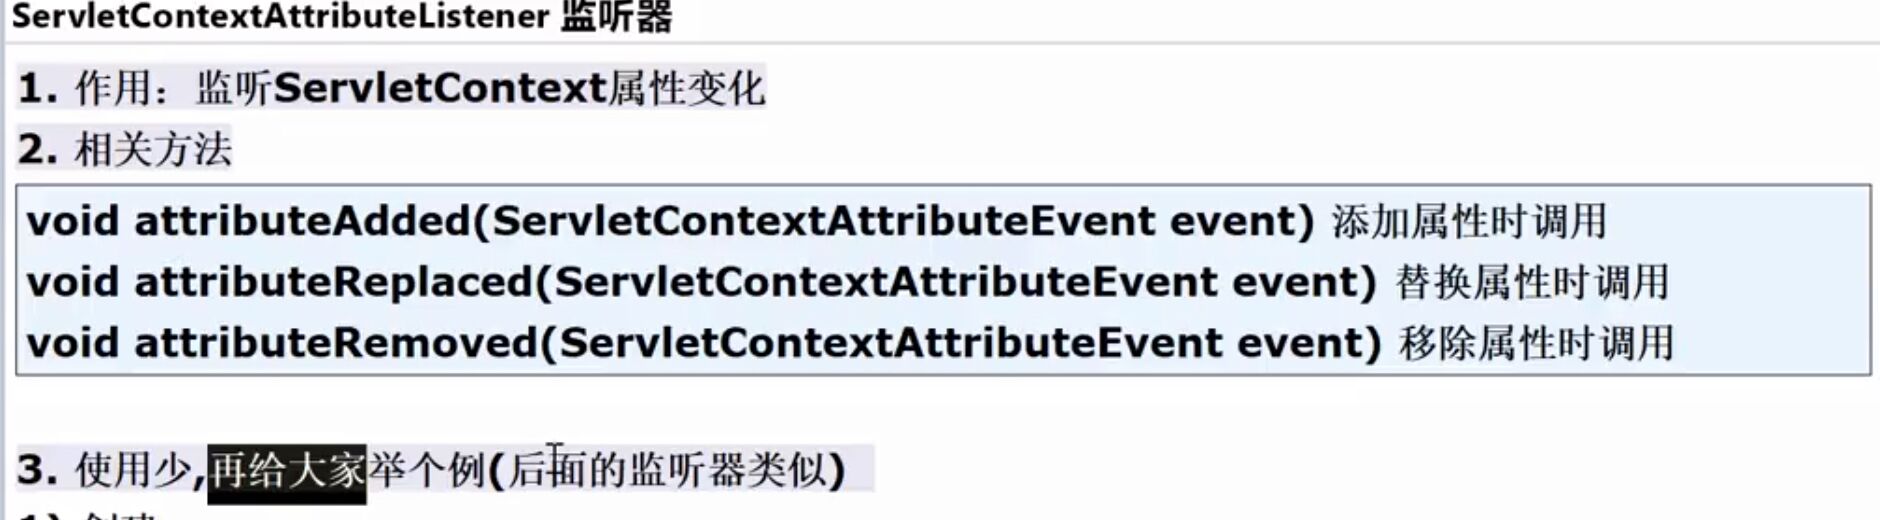 ServletContextAttributeListener 监听器
1. 作用：监听ServletContext属性变化
2. 相关方法
void attributeAdded(ServletContextAttributeEvent event) 添加属性时调用
void attributeReplaced(ServletContextAttributeEvent event) 替换属性时调用
void attributeRemoved(ServletContextAttributeEvent event) 移除属性时调用
3. 使用少,再给大家举个例(后面的监听器类似)
1) 创建